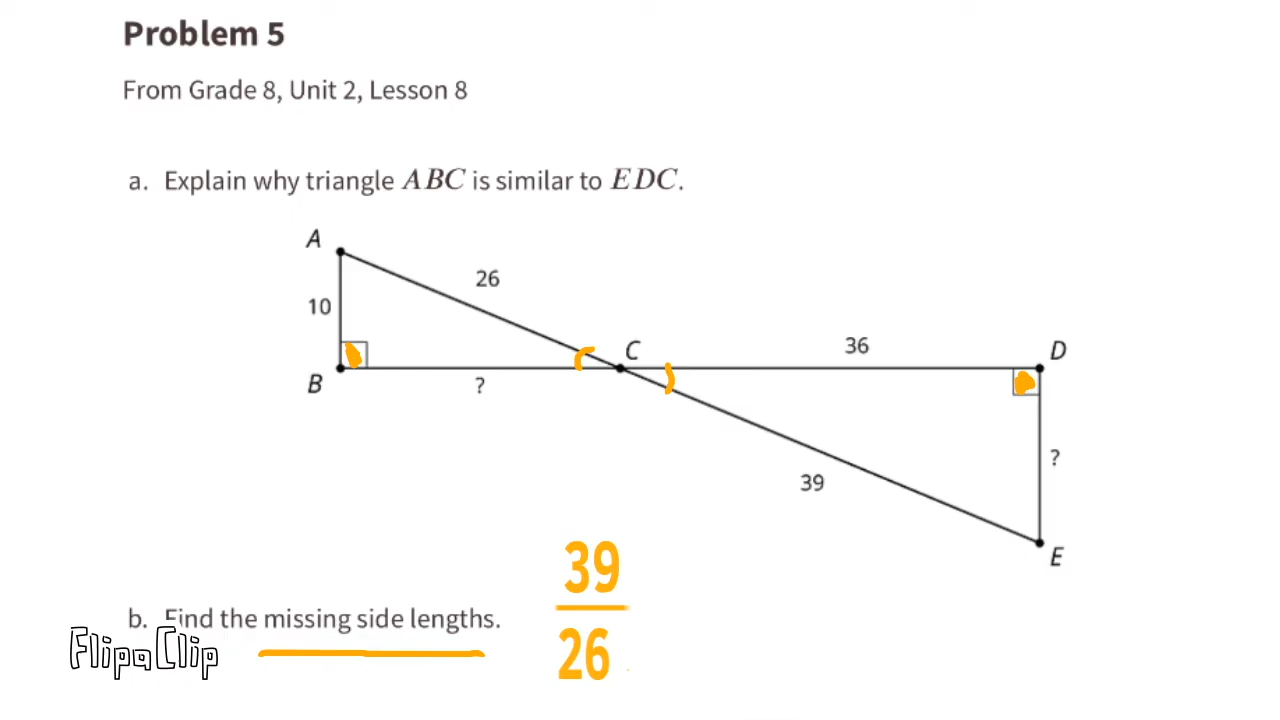 Problem 5
From Grade 8, Unit 2, Lesson 8
a. Explain why triangle ABC is similar to EDC.
A
26
10
C
36
D
B
?
?
39
E
39
26
b. Find the missing side lengths.
FlipaClip